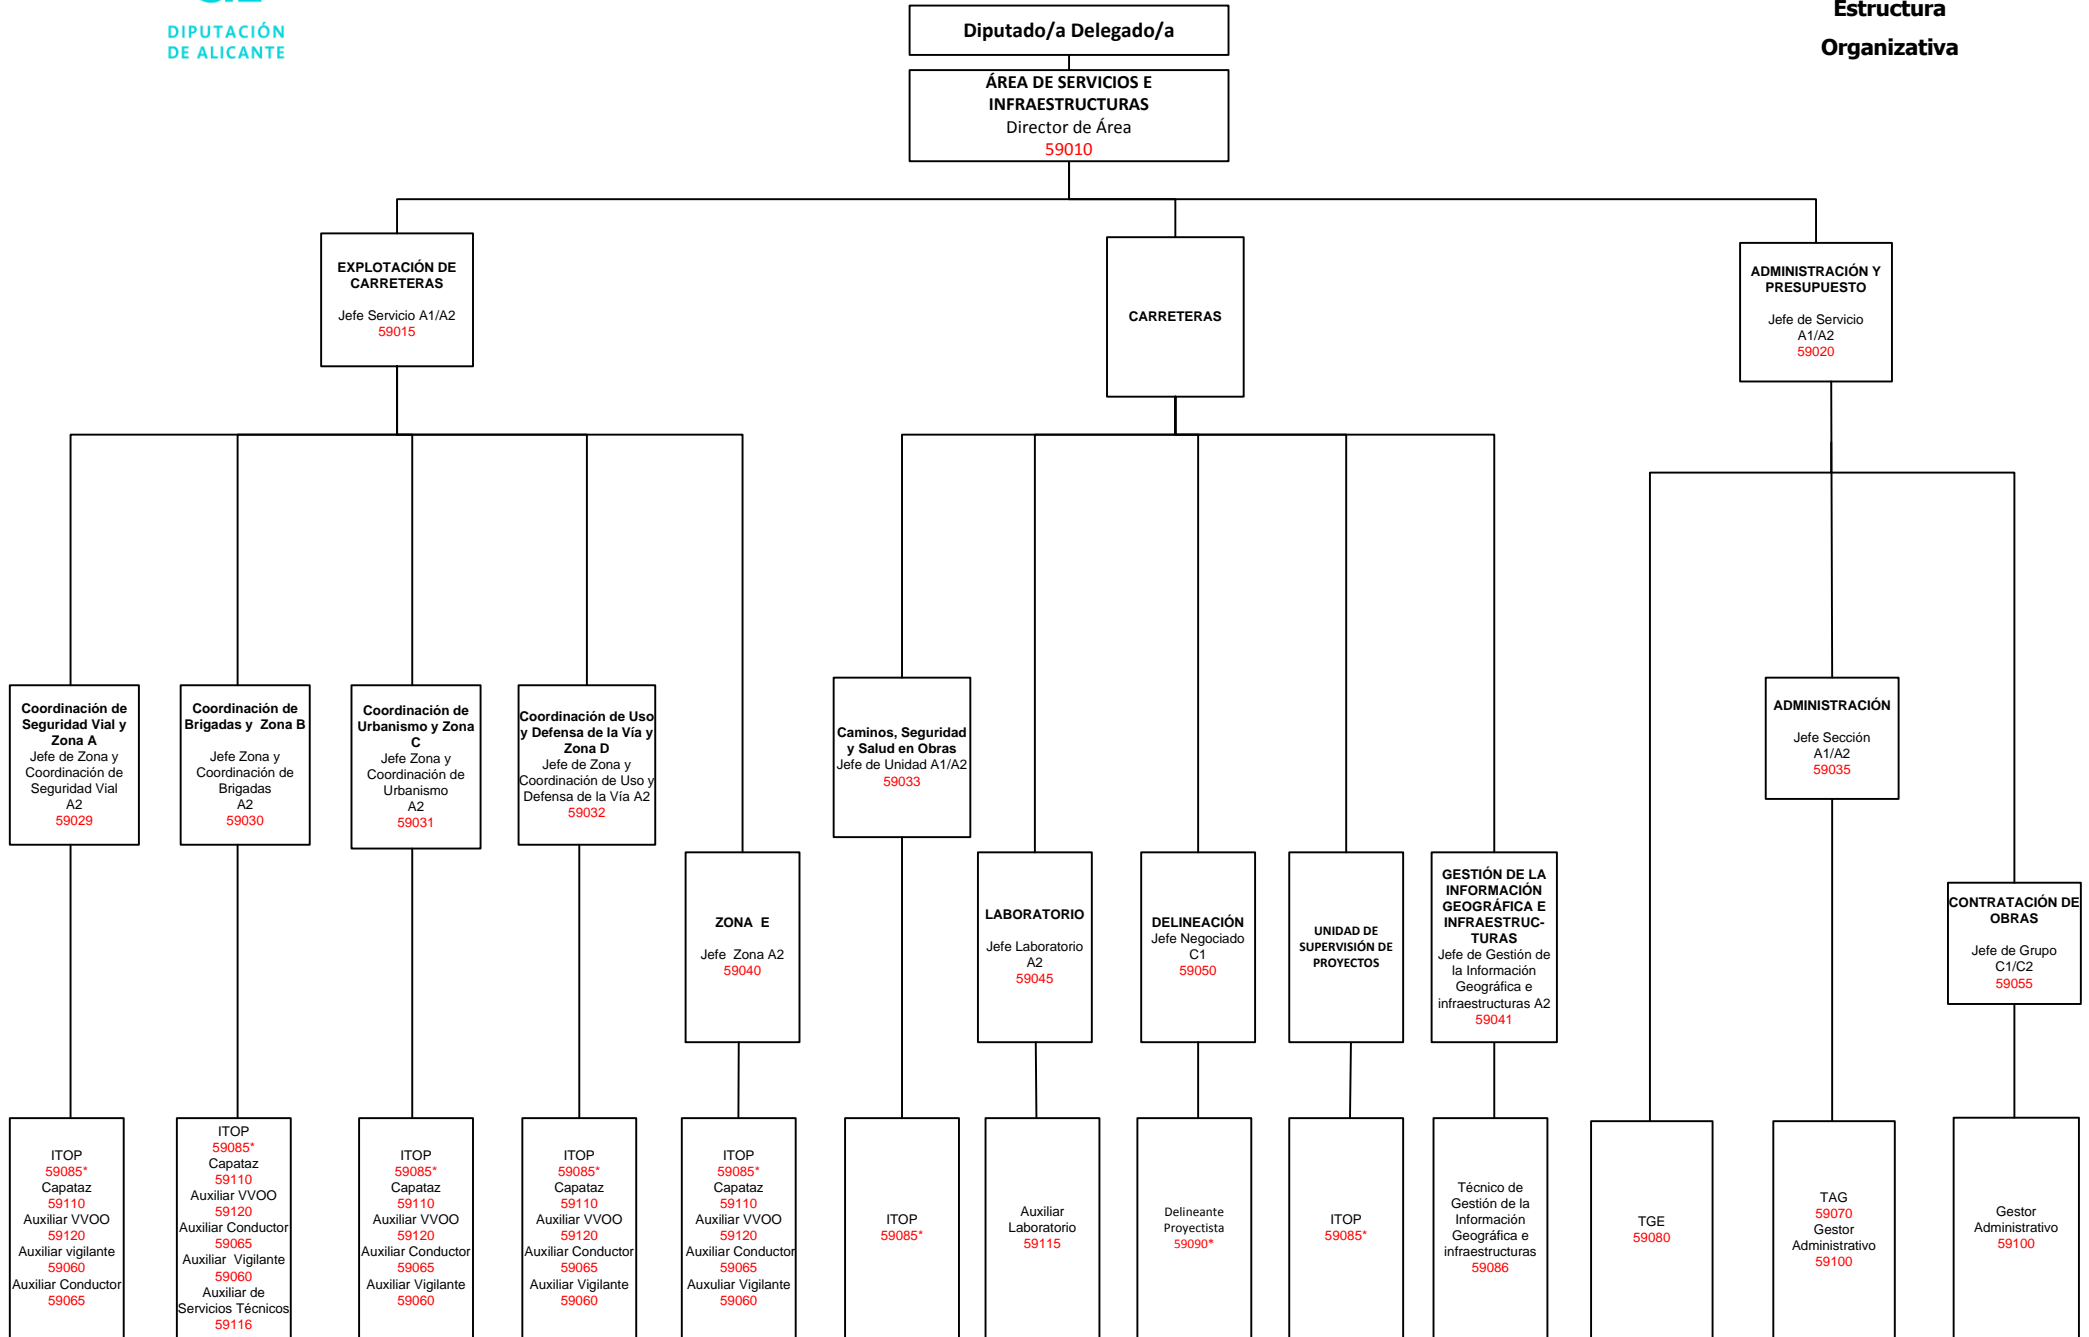 DIPUTACIÓN
DE ALICANTE
Estructura
Organizativa
Diputado/a Delegado/a
ÁREA DE SERVICIOS E
INFRAESTRUCTURAS
Director de Área
59010
EXPLOTACIÓN DE
CARRETERAS
Jefe Servicio A1/A2
59015
CARRETERAS
ADMINISTRACIÓN Y
PRESUPUESTO
Jefe de Servicio
A1/A2
59020
Coordinación de
Seguridad Vial y
Zona A
Jefe de Zona y
Coordinación de
Seguridad Vial
A2
59029
Coordinación de
Brigadas y  Zona B
Jefe Zona y
Coordinación de
Brigadas
A2
59030
Coordinación de
Urbanismo y Zona
C
Jefe Zona y
Coordinación de
Urbanismo
A2
59031
Coordinación de Uso
y Defensa de la Vía y
Zona D
Jefe de Zona y
Coordinación de Uso y
Defensa de la Vía A2
59032
ZONA  E
Jefe  Zona A2
59040
Caminos, Seguridad
y Salud en Obras
Jefe de Unidad A1/A2
59033
LABORATORIO
Jefe Laboratorio
A2
59045
DELINEACIÓN
Jefe Negociado
C1
59050
UNIDAD DE
SUPERVISIÓN DE
PROYECTOS
GESTIÓN DE LA
INFORMACIÓN
GEOGRÁFICA E
INFRAESTRUC-
TURAS
Jefe de Gestión de
la Información
Geográfica e
infraestructuras A2
59041
ADMINISTRACIÓN
Jefe Sección
A1/A2
59035
CONTRATACIÓN DE
OBRAS
Jefe de Grupo
C1/C2
59055
ITOP
59085*
Capataz
59110
Auxiliar VVOO
59120
Auxiliar vigilante
59060
Auxiliar Conductor
59065
ITOP
59085*
Capataz
59110
Auxiliar VVOO
59120
Auxiliar Conductor
59065
Auxiliar  Vigilante
59060
Auxiliar de
Servicios Técnicos
59116
ITOP
59085*
Capataz
59110
Auxiliar VVOO
59120
Auxiliar Conductor
59065
Auxiliar Vigilante
59060
ITOP
59085*
Capataz
59110
Auxiliar VVOO
59120
Auxiliar Conductor
59065
Auxiliar Vigilante
59060
ITOP
59085*
Capataz
59110
Auxiliar VVOO
59120
Auxiliar Conductor
59065
Auxuliar Vigilante
59060
ITOP
59085*
Auxiliar
Laboratorio
59115
Delineante
Proyectista
59090*
ITOP
59085*
Técnico de
Gestión de la
Información
Geográfica e
infraestructuras
59086
TGE
59080
TAG
59070
Gestor
Administrativo
59100
Gestor
Administrativo
59100